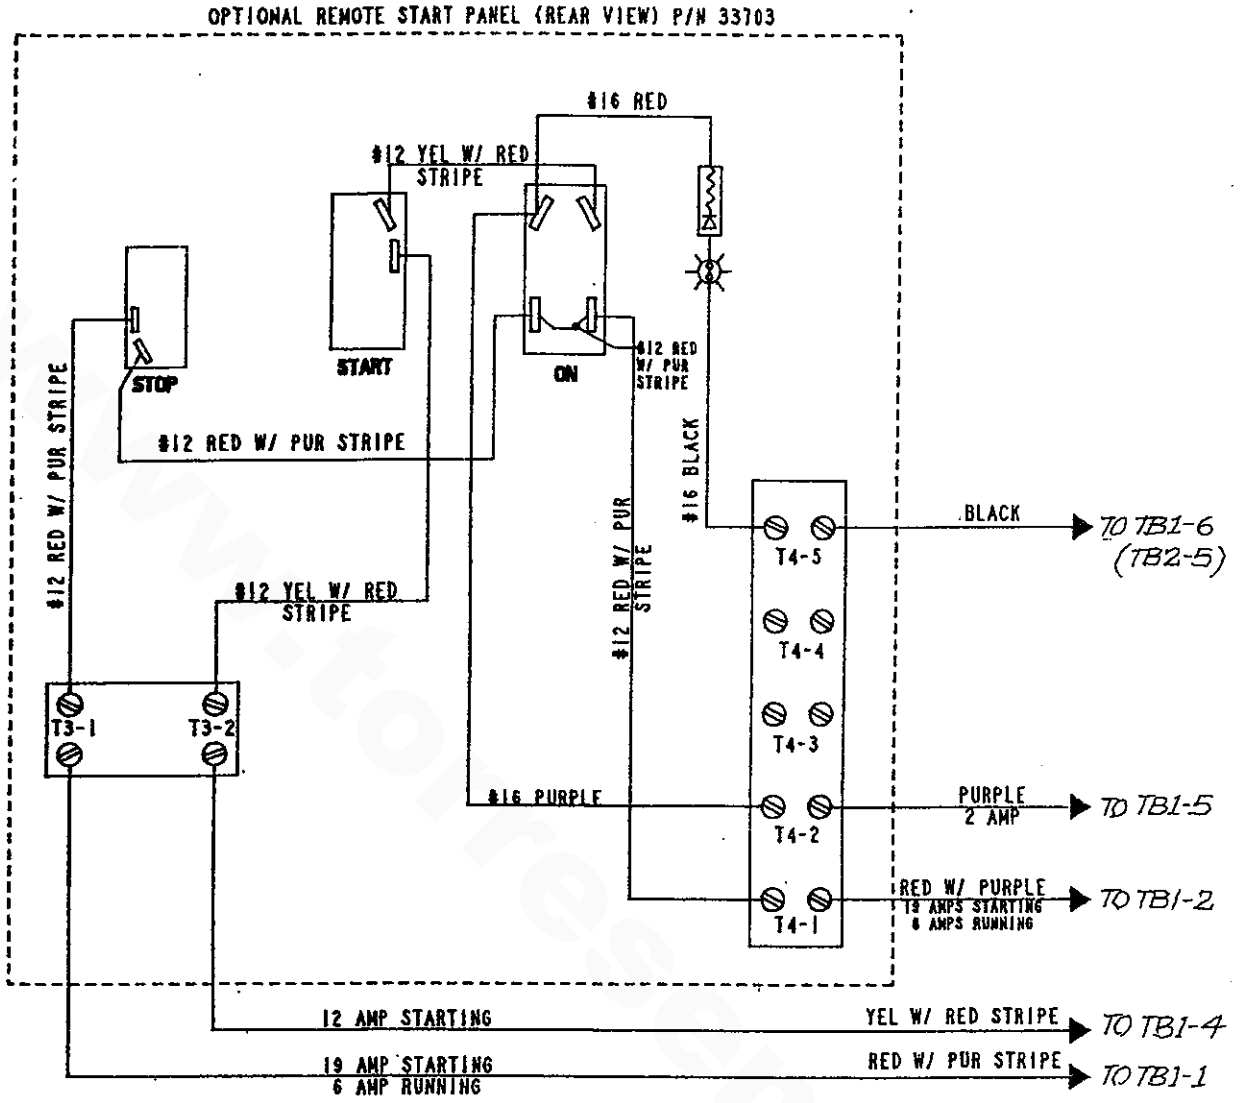 OPTIONAL REMOTE START PANEL (REAR VIEW) P/N 33703
#16 RED
#12 YEL W/ RED
STRIPE
START
STOP
ON
#12 RED
W/ PUR
STRIPE
#12 RED W/ PUR STRIPE
#12 RED W/ PUR STRIPE
#16 BLACK
#12 YEL W/ RED
STRIPE
#12 RED W/ PUR
STRIPE
T3-1
T3-2
T4-5
T4-4
T4-3
T4-2
T4-1
#16 PURPLE
BLACK
TO TB1-6
(TB2-5)
PURPLE
2 AMP
TO TB1-5
RED W/ PURPLE
19 AMPS STARTING
6 AMPS RUNNING
TO TB1-2
12 AMP STARTING
YEL W/ RED STRIPE
TO TB1-4
19 AMP STARTING
6 AMP RUNNING
RED W/ PUR STRIPE
TO TB1-1